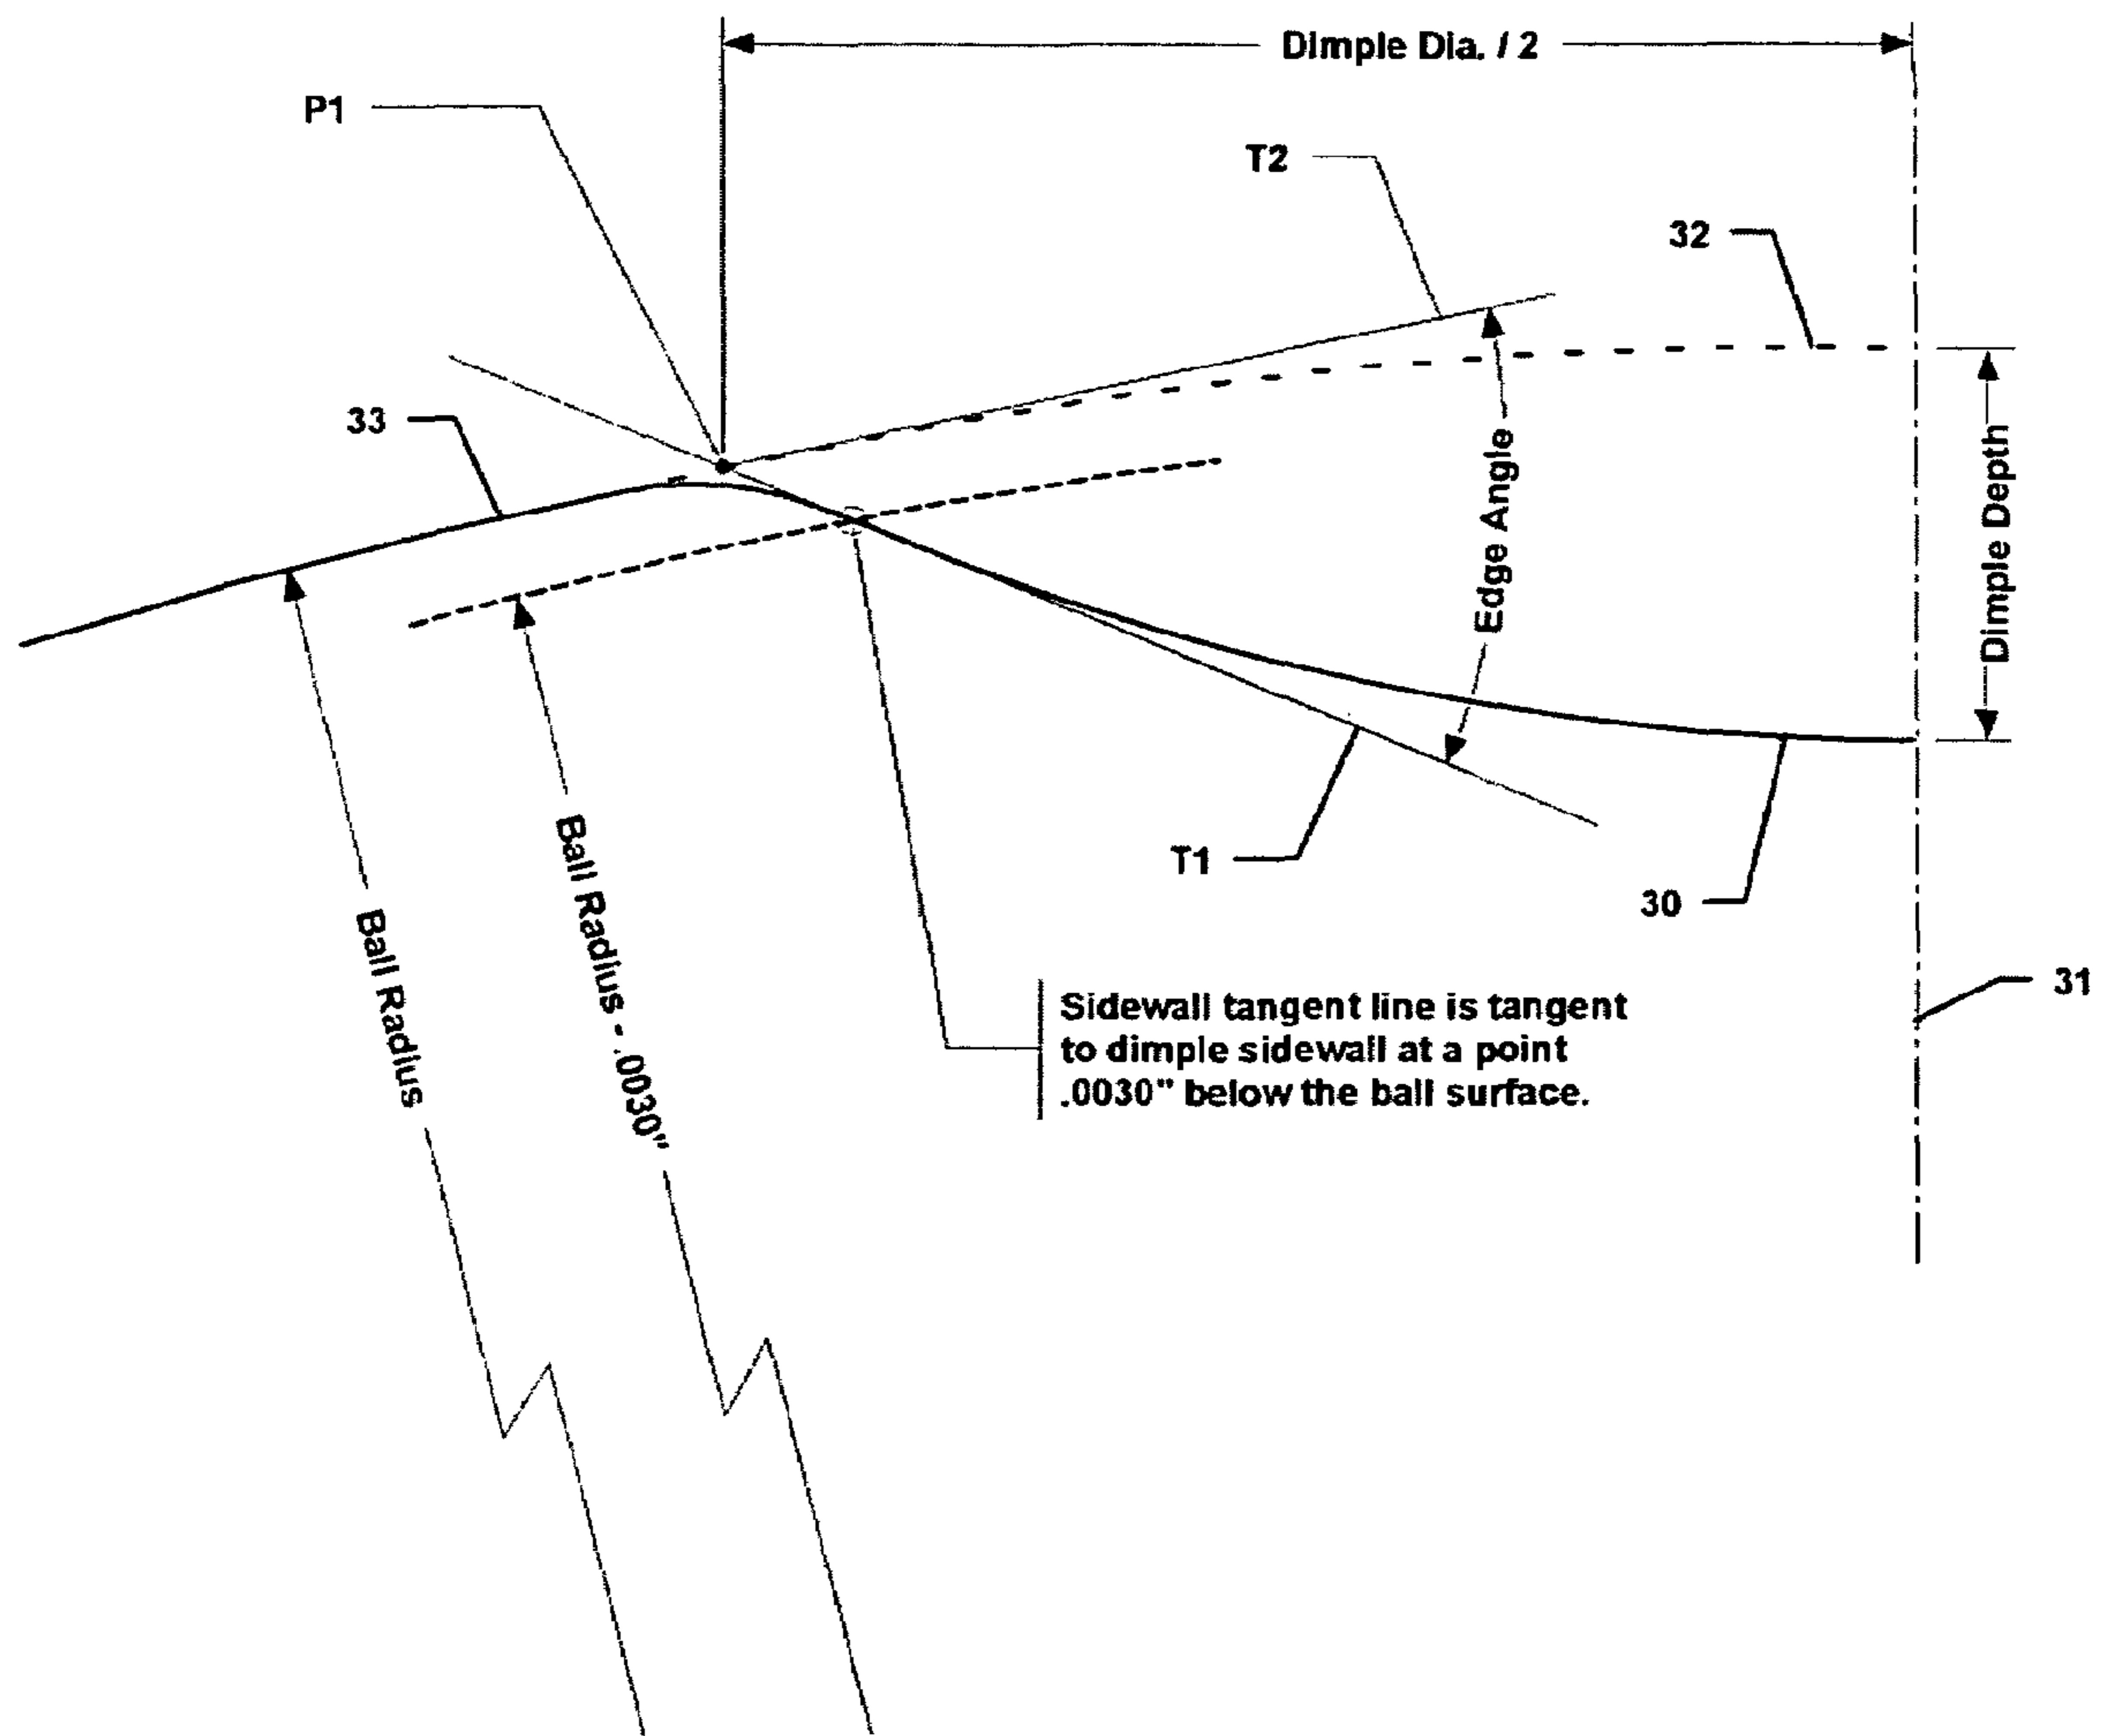 Dimple Dia. / 2
P1
T2
32
33
Edge Angle
Dimple Depth
Ball Radius
Ball Radius - .0030"
T1
30
31
Sidewall tangent line is tangent
to dimple sidewall at a point
.0030" below the ball surface.